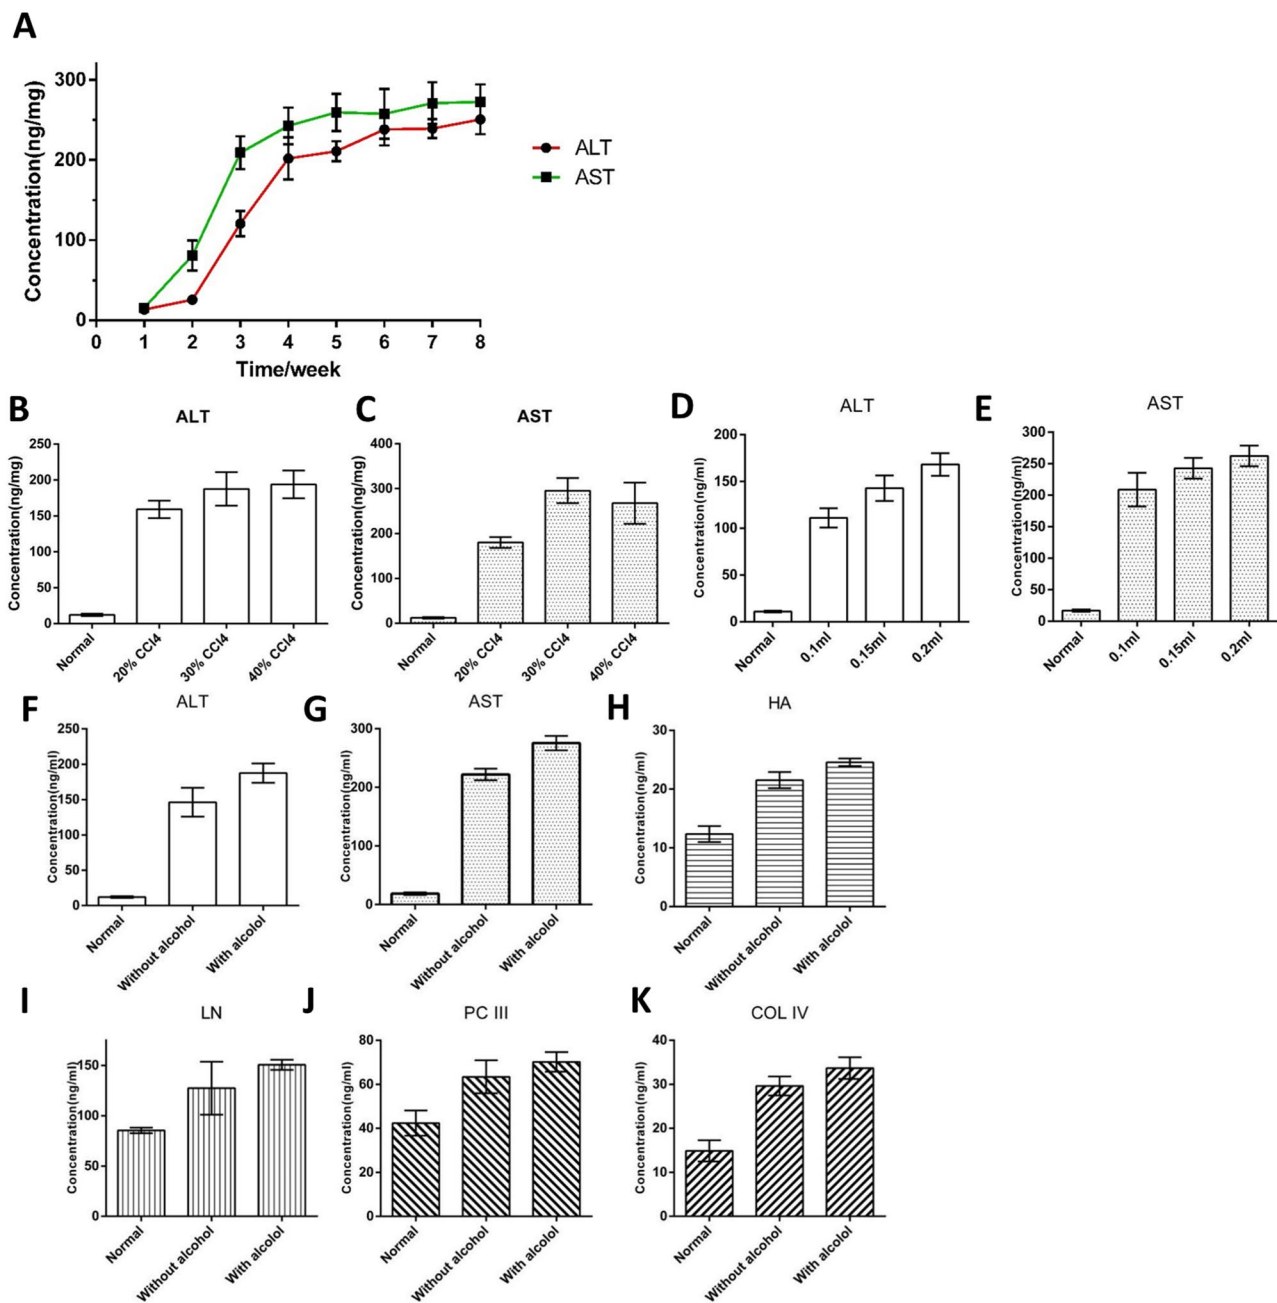 A
Concentration(ng/mg)
300
200
100
0
0 1 2 3 4 5 6 7 8
Time/week
ALT
AST
B
ALT
Concentration(ng/mg)
250
200
150
100
50
0
Normal
20% CCl4
30% CCl4
40% CCl4
C
AST
Concentration(ng/mg)
400
300
200
100
0
Normal
20% CCl4
30% CCl4
40% CCl4
D
ALT
Concentration(ng/ml)
200
150
100
50
0
Normal
0.1ml
0.15ml
0.2ml
E
AST
Concentration(ng/ml)
300
250
200
150
100
50
0
Normal
0.1ml
0.15ml
0.2ml
F
ALT
Concentration(ng/ml)
250
200
150
100
50
0
Normal
Without alcohol
With alcolol
G
AST
Concentration(ng/ml)
300
200
100
0
Normal
Without alcohol
With alcolol
H
HA
Concentration(ng/ml)
30
20
10
0
Normal
Without alcohol
With alcolol
I
LN
Concentration(ng/ml)
150
100
50
0
Normal
Without alcohol
With alcolol
J
PC III
Concentration(ng/ml)
80
60
40
20
0
Normal
Without alcohol
With alcolol
K
COL IV
Concentration(ng/ml)
40
30
20
10
0
Normal
Without alcohol
With alcolol